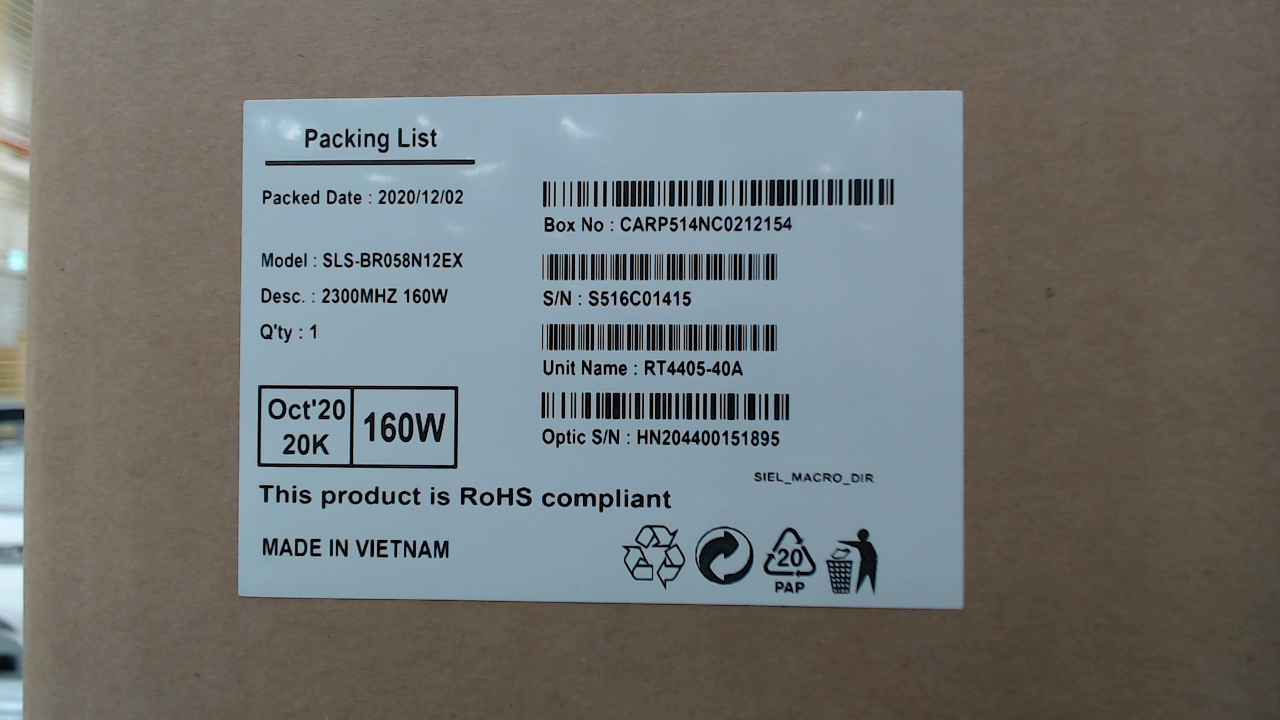 Packing List
Packed Date : 2020/12/02
Box No : CARP514NC0212154
Model : SLS-BR058N12EX
Desc. : 2300MHZ 160W
Q'ty : 1
S/N : S516C01415
Unit Name : RT4405-40A
Optic S/N : HN204400151895
Oct'20
20K
160W
SIEL_MACRO_DIR
This product is RoHS compliant
MADE IN VIETNAM
20
PAP